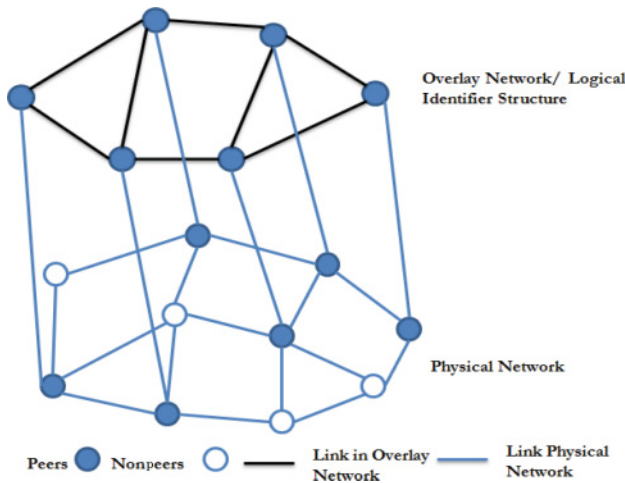 Overlay Network/ Logical
Identifier Structure
Physical Network
Peers Nonpeers Link in Overlay Network Link Physical Network